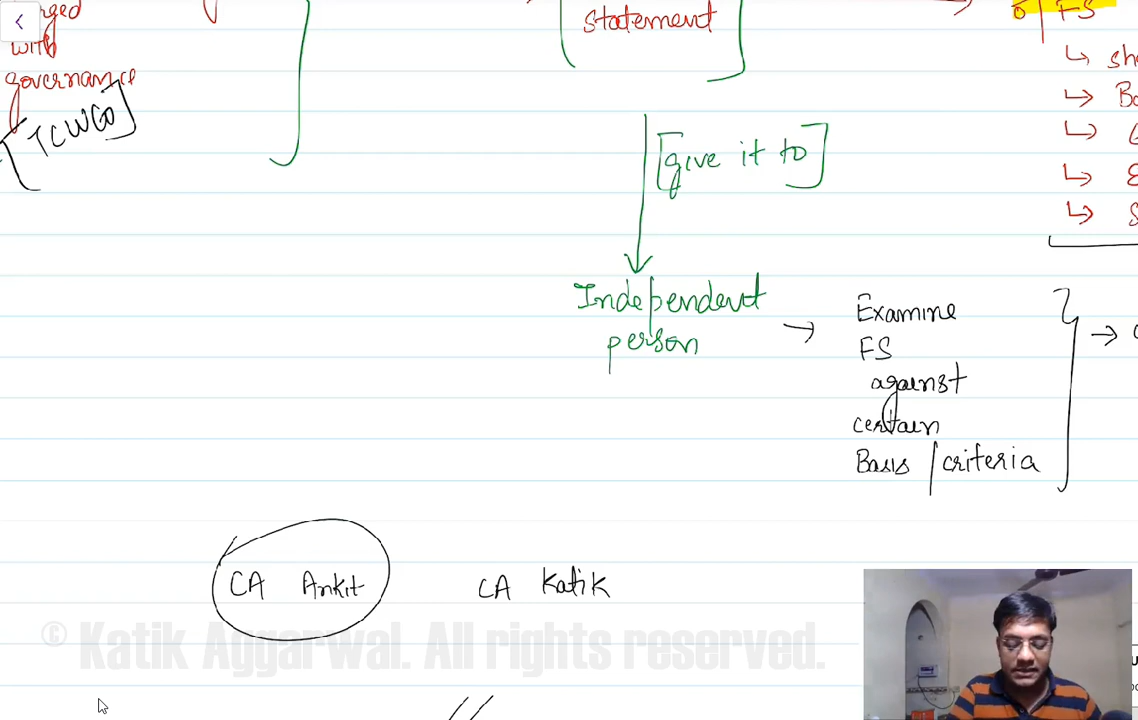 with
governance
[TCWG]
statement
[give it to]
Independent
person
FS
Examine
FS
against
certain
Basis / criteria
CA Ankit
CA Katik
© Katik Aggarwal. All rights reserved.